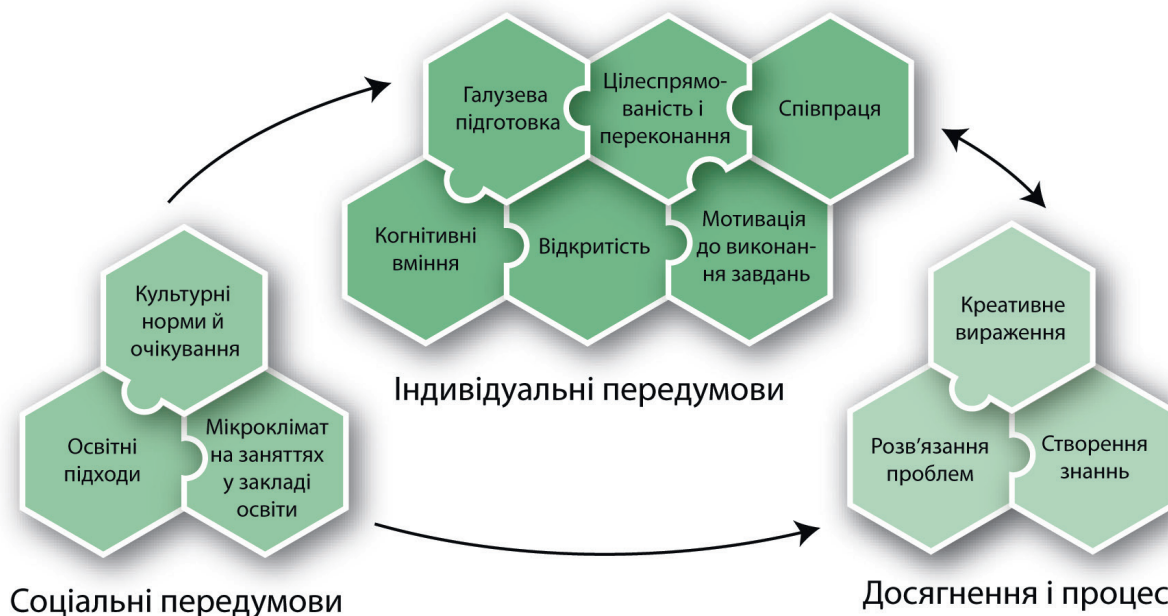 Галузева
підготовка
Цілеспрямо-
ваність і
переконання
Співпраця
Когнітивні
вміння
Відкритість
Мотивація
до виконан-
ня завдань
Індивідуальні передумови
Культурні
норми й
очікування
Освітні
підходи
Мікроклімат
на заняттях
у закладі
освіти
Соціальні передумови
Креативне
вираження
Розв’язання
проблем
Створення
знаннь
Досягнення і процес